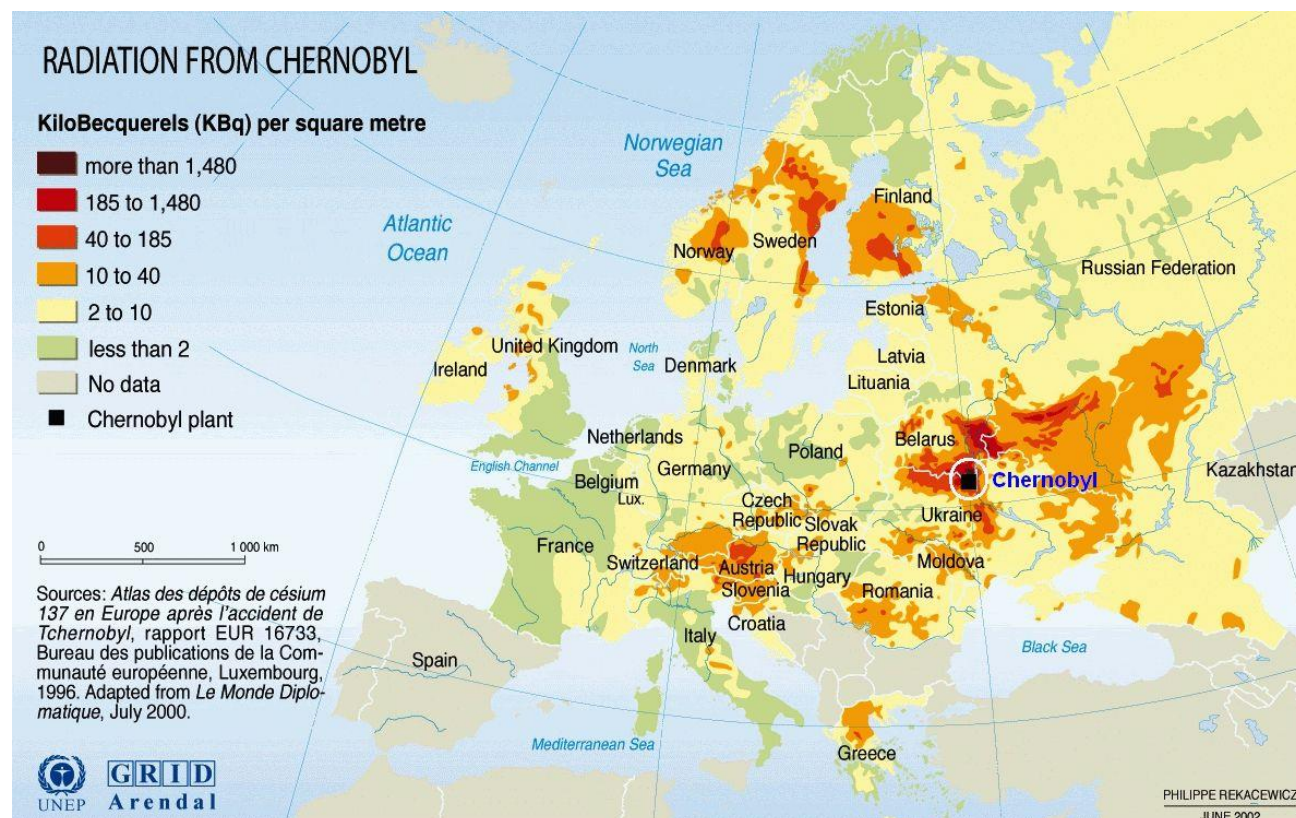 RADIATION FROM CHERNOBYL
KiloBecquerels (KBq) per square metre
more than 1,480
185 to 1,480
40 to 185
10 to 40
2 to 10
less than 2
No data
Chernobyl plant
Norwegian
Sea
Atlantic
Ocean
Finland
Norway
Sweden
Russian Federation
Estonia
United Kingdom
North
Sea
Ireland
Denmark
Latvia
Lituania
Netherlands
Belarus
Poland
English Channel
Germany
Kazakhstan
Belgium
Chernobyl
Lux.
Czech
Republic
Slovak
Republic
Ukraine
France
Switzerland
Austria
Moldova
Hungary
Slovenia
Romania
Croatia
Italy
Black Sea
Spain
Mediterranean Sea
Greece
0 500 1 000 km
Sources: Atlas des dépôts de césium
137 en Europe après l'accident de
Tchernobyl, rapport EUR 16733,
Bureau des publications de la Com-
munauté européenne, Luxembourg,
1996. Adapted from Le Monde Diplo-
matique, July 2000.
UNEP
GRID
Arendal
PHILIPPE REKACEWICZ
JUNE 2002